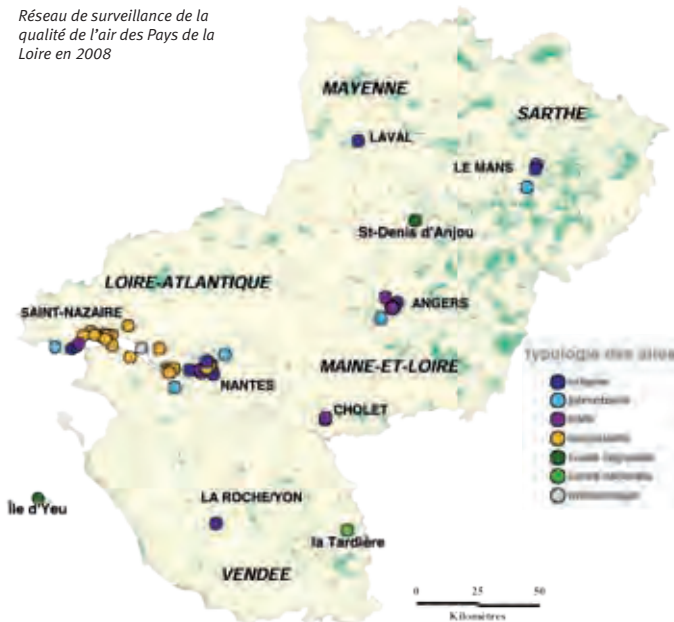 Réseau de surveillance de la
qualité de l'air des Pays de la
Loire en 2008
MAYENNE
SARTHE
LAVAL
LE MANS
St-Denis d'Anjou
LOIRE-ATLANTIQUE
SAINT-NAZAIRE
ANGERS
MAINE-ET-LOIRE
NANTES
CHOLET
Île d'Yeu
LA ROCHE/YON
la Tardière
VENDEE
typologie des sites
0 25 50
Kilomètres